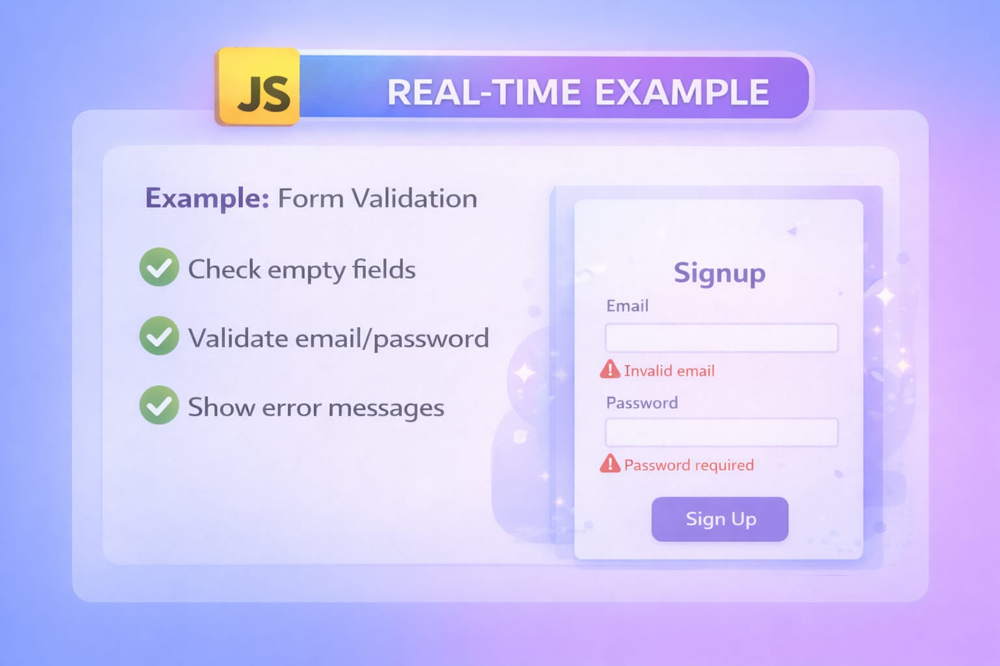 JS
REAL-TIME EXAMPLE
Example: Form Validation
Check empty fields
Validate email/password
Show error messages
Signup
Email
Invalid email
Password
Password required
Sign Up